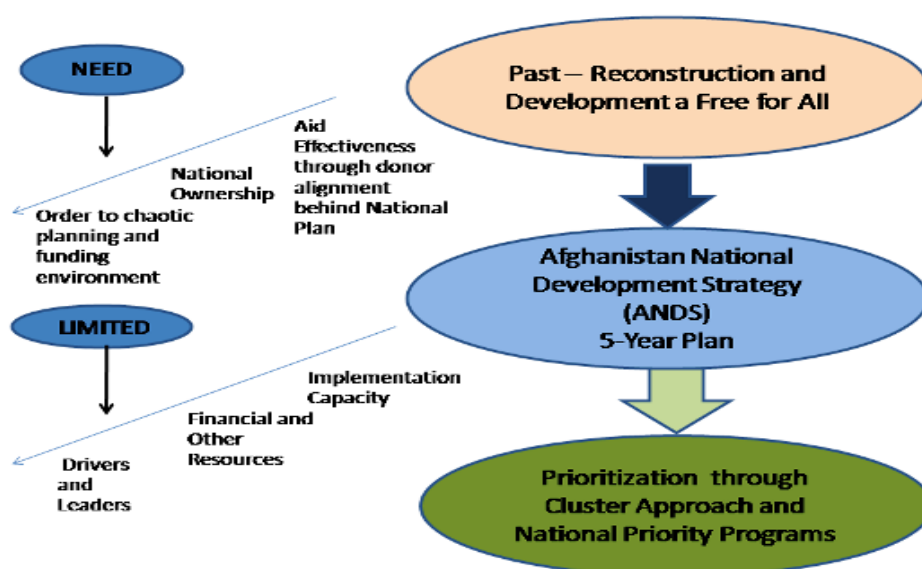 NEED
Past – Reconstruction and
Development a Free for All
Aid
Effectiveness
through donor
alignment
behind National
Plan
National
Ownership
Order to chaotic
planning and
funding
environment
Afghanistan National
Development Strategy
(ANDS)
5-Year Plan
LIMITED
Implementation
Capacity
Financial and
Other
Resources
Drivers
and
Leaders
Prioritization through
Cluster Approach and
National Priority Programs